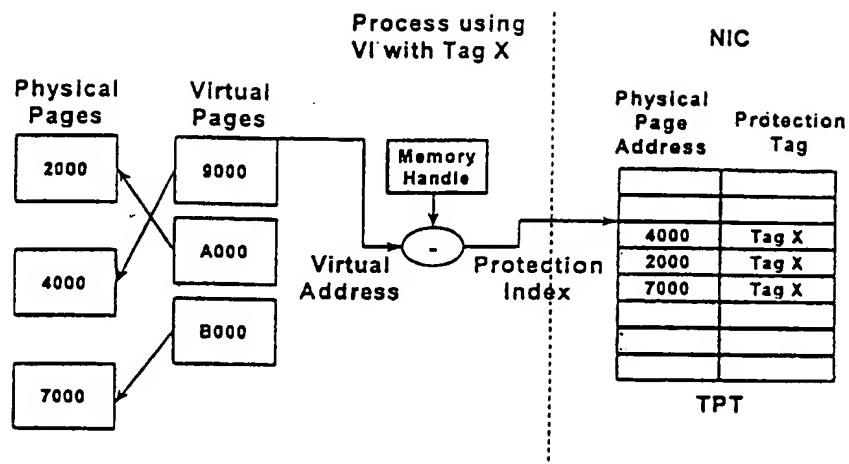 Process using
VI with Tag X
NIC
Physical
Pages
Virtual
Pages
2000
4000
7000
9000
A000
B000
Memory
Handle
-
Virtual
Address
Protection
Index
Physical
Page
Address
Protection
Tag
4000 Tag X
2000 Tag X
7000 Tag X
TPT